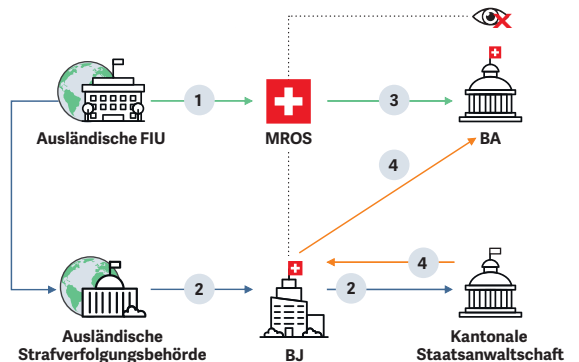 1
3
Ausländische FIU
MROS
BA
4
4
2
2
Ausländische
Strafverfolgungsbehörde
BJ
Kantonale
Staatsanwaltschaft